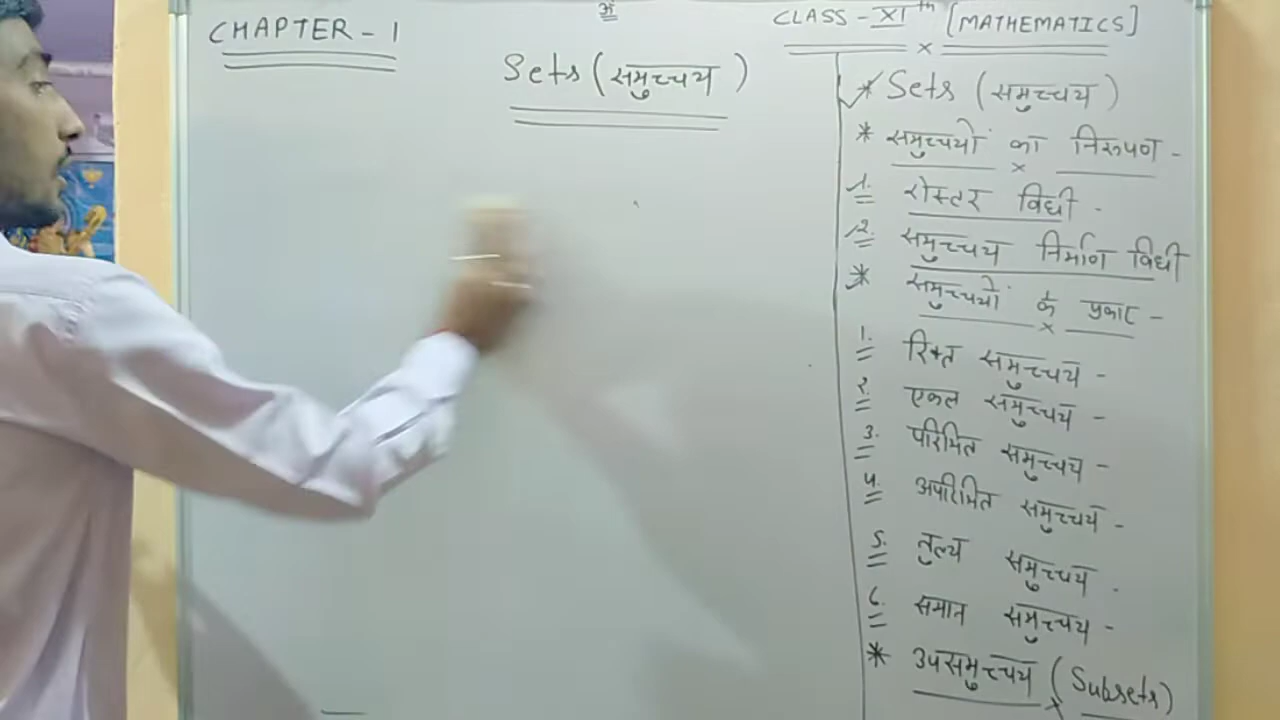 CHAPTER - 1
ॐ
CLASS - XIth [MATHEMATICS]
Sets (समुच्चय)
* Sets (समुच्चय)
* समुच्चयों का निरूपण -
1. रोस्टर विधी -
2. समुच्चय निर्माण विधी
* समुच्चयों के प्रकार -
1. रिक्त समुच्चय -
2. एकल समुच्चय -
3. परिमित समुच्चय -
4. अपरिमित समुच्चय -
5. तुल्य समुच्चय .
6. समान समुच्चय -
* उपसमुच्चय (Subsets)